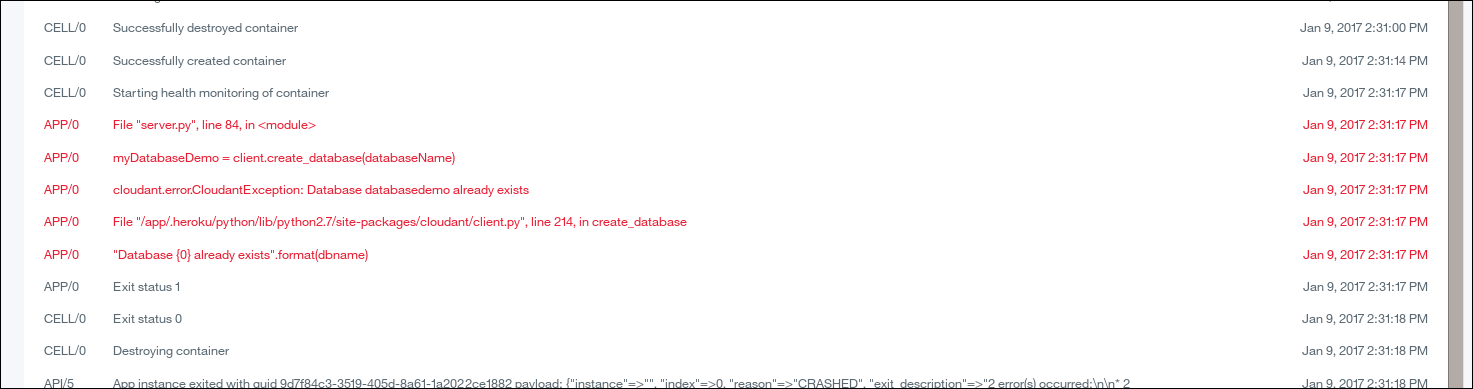 CELL/0 Successfully destroyed container Jan 9, 2017 2:31:00 PM
CELL/0 Successfully created container Jan 9, 2017 2:31:14 PM
CELL/0 Starting health monitoring of container Jan 9, 2017 2:31:17 PM
APP/0 File "server.py", line 84, in <module> Jan 9, 2017 2:31:17 PM
APP/0 myDatabaseDemo = client.create_database(databaseName) Jan 9, 2017 2:31:17 PM
APP/0 cloudant.error.CloudantException: Database databasedemo already exists Jan 9, 2017 2:31:17 PM
APP/0 File "/app/.heroku/python/lib/python2.7/site-packages/cloudant/client.py", line 214, in create_database Jan 9, 2017 2:31:17 PM
APP/0 "Database {0} already exists".format(dbname) Jan 9, 2017 2:31:17 PM
APP/0 Exit status 1 Jan 9, 2017 2:31:17 PM
CELL/0 Exit status 0 Jan 9, 2017 2:31:18 PM
CELL/0 Destroying container Jan 9, 2017 2:31:18 PM
API/5 App instance exited with guid 9d7f84c3-3519-405d-8a61-1a2022ce1882 payload: {"instance"=>"", "index"=>0, "reason"=>"CRASHED", "exit_description"=>"2 error(s) occurred:\n\n* 2 Jan 9, 2017 2:31:18 PM